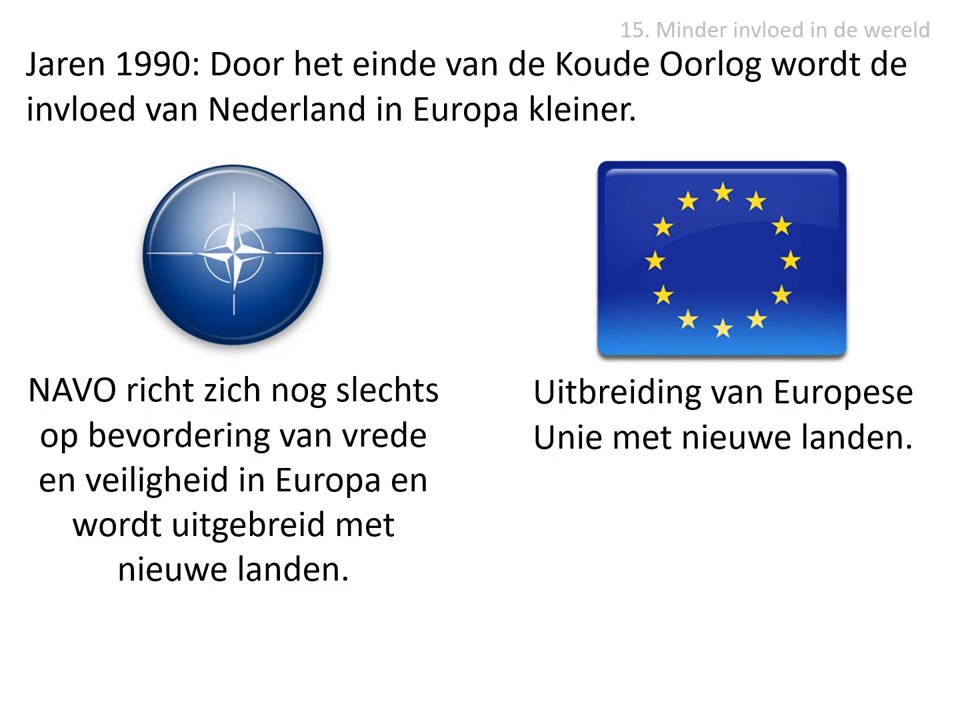 15. Minder invloed in de wereld
Jaren 1990: Door het einde van de Koude Oorlog wordt de
invloed van Nederland in Europa kleiner.
NAVO richt zich nog slechts
op bevordering van vrede
en veiligheid in Europa en
wordt uitgebreid met
nieuwe landen.
Uitbreiding van Europese
Unie met nieuwe landen.